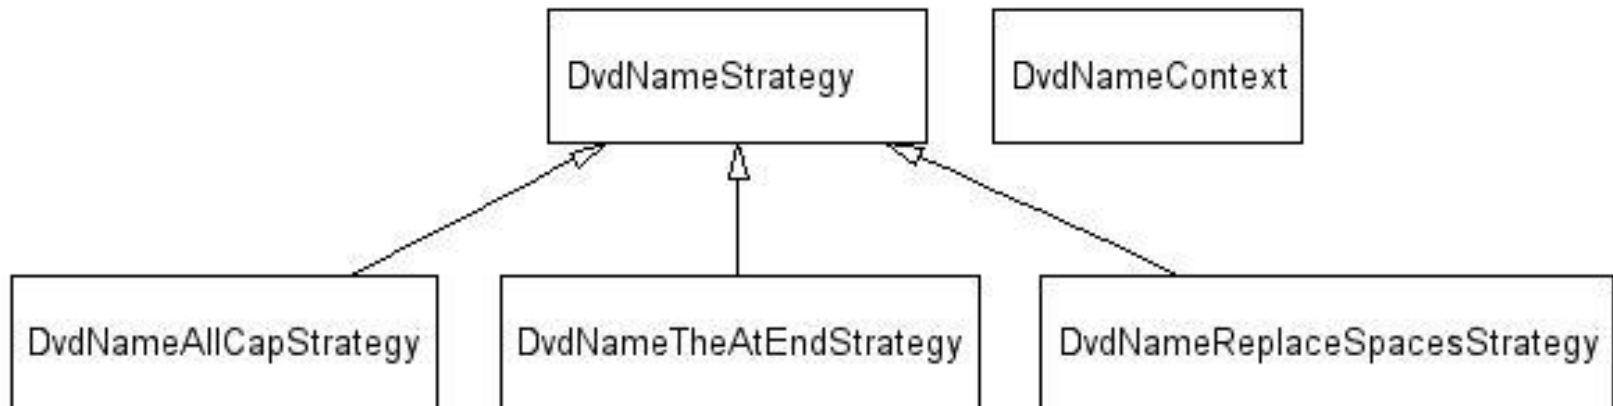 DvdNameStrategy
DvdNameContext
DvdNameAllCapStrategy
DvdNameTheAtEndStrategy
DvdNameReplaceSpacesStrategy